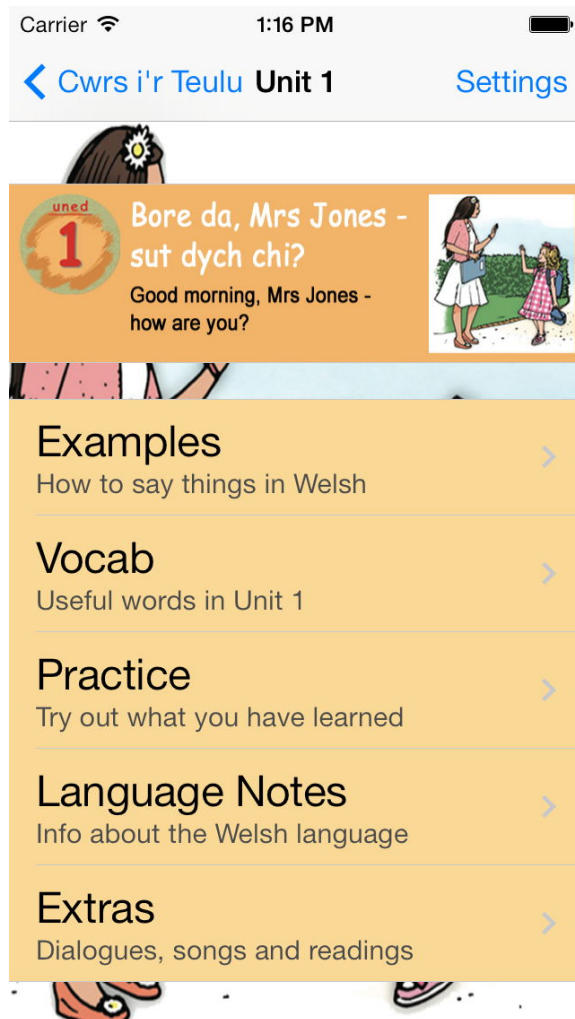 Carrier 1:16 PM
Cwrs i'r Teulu Unit 1 Settings
uned
1
Bore da, Mrs Jones -
sut dych chi?
Good morning, Mrs Jones -
how are you?
Examples
How to say things in Welsh
Vocab
Useful words in Unit 1
Practice
Try out what you have learned
Language Notes
Info about the Welsh language
Extras
Dialogues, songs and readings